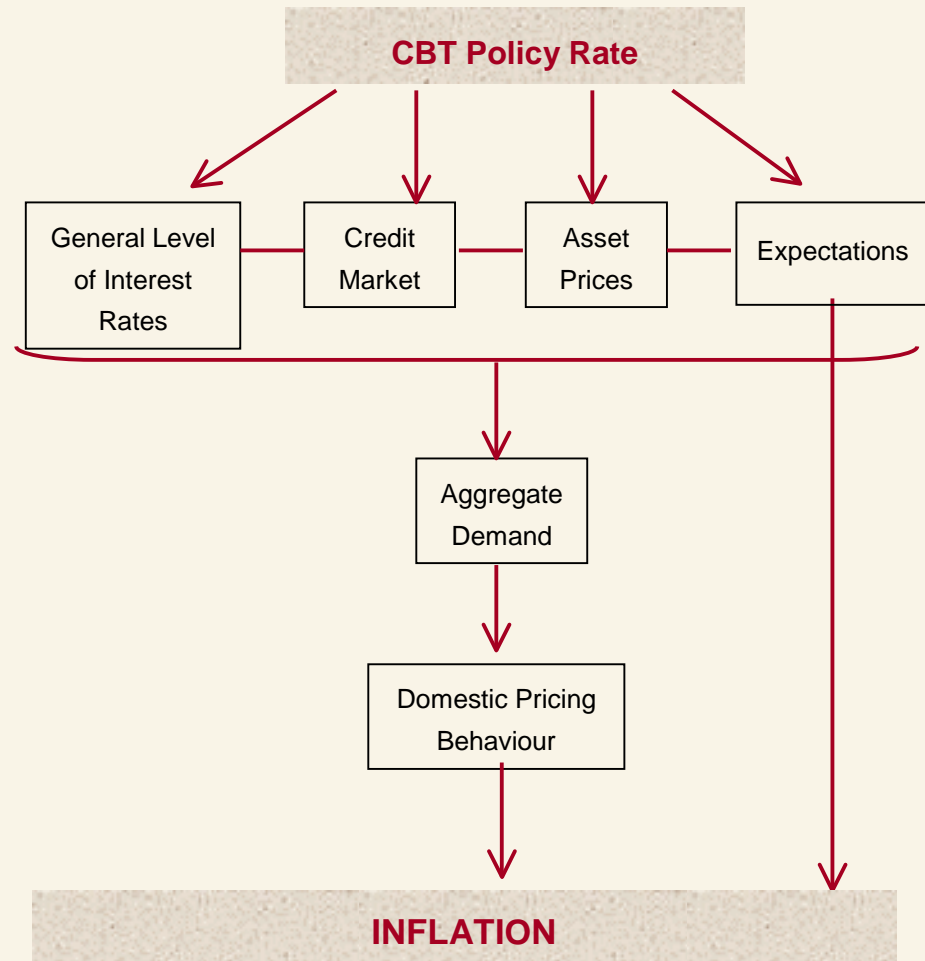 CBT Policy Rate
General Level
of Interest
Rates
Credit
Market
Asset
Prices
Expectations
Aggregate
Demand
Domestic Pricing
Behaviour
INFLATION